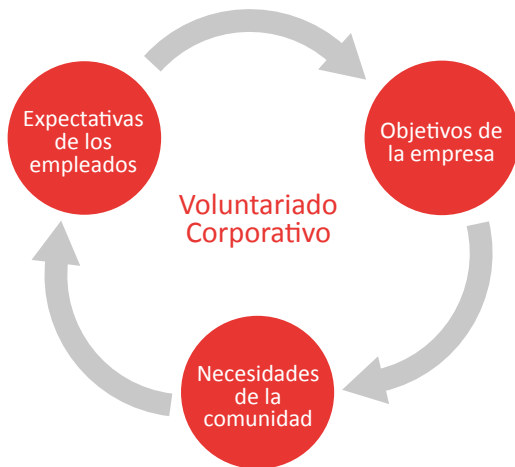 Expectativas
de los
empleados
Objetivos de
la empresa
Voluntariado
Corporativo
Necesidades
de la
comunidad